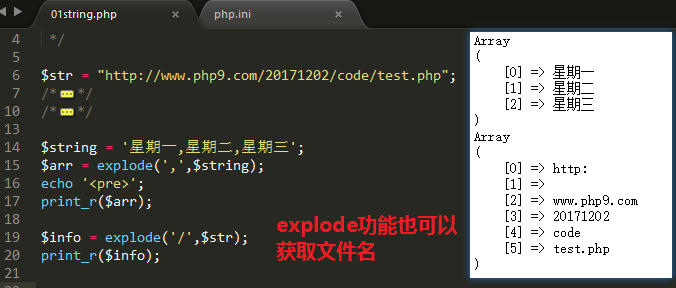 01string.php
php.ini
4 */
5
6 $str = "http://www.php9.com/20171202/code/test.php";
7 /* */
10 /* */
13
14 $string = '星期一,星期二,星期三';
15 $arr = explode(',',$string);
16 echo '<pre>';
17 print_r($arr);
18
19 $info = explode('/',$str);
20 print_r($info);
21
explode功能也可以
获取文件名
Array
(
[0] => 星期一
[1] => 星期二
[2] => 星期三
)
Array
(
[0] => http:
[1] =>
[2] => www.php9.com
[3] => 20171202
[4] => code
[5] => test.php
)